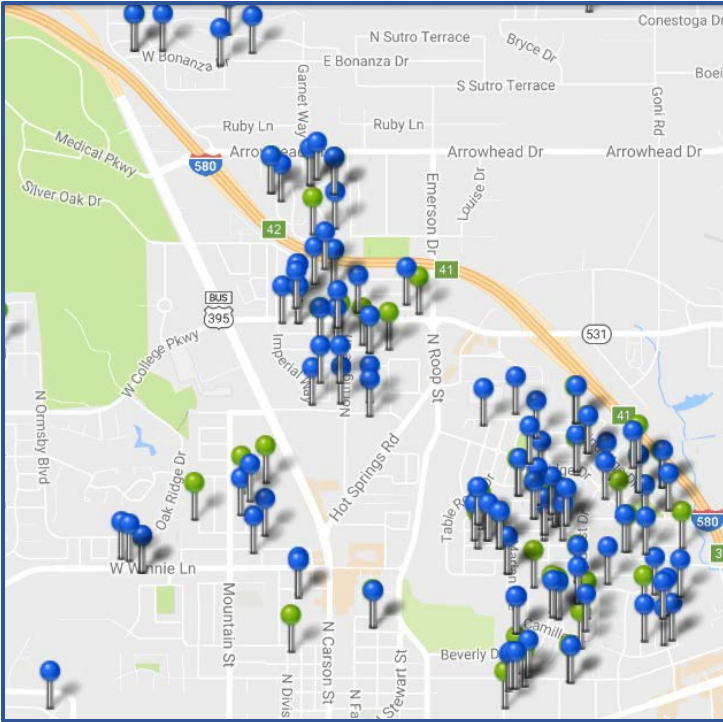 Conestoga Dr
N Sutro Terrace
Bryce Dr
W Bonanza Dr
E Bonanza Dr
S Sutro Terrace
Garnet Way
Goni Rd
Ruby Ln
Ruby Ln
Medical Pkwy
Arrowhead
Arrowhead Dr
Arrowhead Dr
580
Silver Oak Dr
Emerson Dr
Louise Dr
42
41
BUS
395
531
W College Pkwy
Imperial Way
N Roop St
N Ormsby Blvd
41
Hot Springs Rd
Oak Ridge Dr
580
W Winnie Ln
Mountain St
N Carson St
Beverly D
N Divis
N Fa
Stewart St